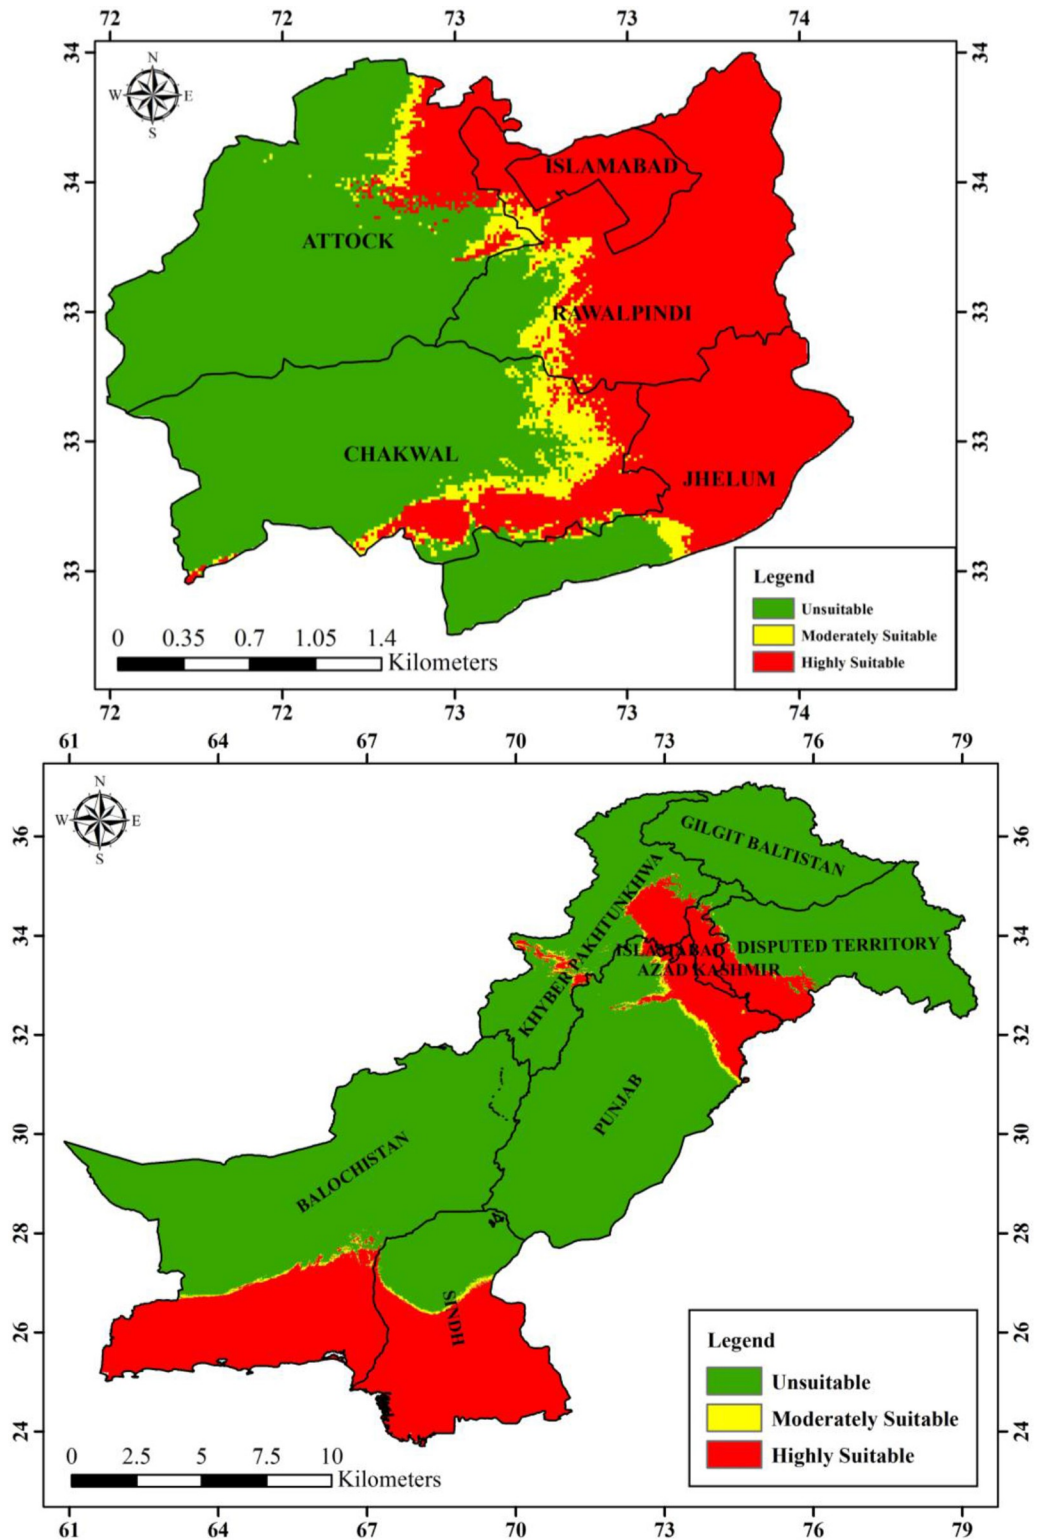 72 72 73 73 74
34 34
N
W E
S
ISLAMABAD
34 34
ATTOCK
33 33
RAWALPINDI
33 33
CHAKWAL
JHELUM
33 33
Legend
Unsuitable
Moderately Suitable
Highly Suitable
0 0.35 0.7 1.05 1.4
Kilometers
72 72 73 73 74
61 64 67 70 73 76 79
N
W E
S
36 36
GILGIT BALTISTAN
KHYBER PAKHTUNKHWA
34 34
ISLAMABAD
DISPUTED TERRITORY
AZAD KASHMIR
32 32
PUNJAB
30 30
BALOCHISTAN
28 28
SINDH
26 26
24 24
Legend
Unsuitable
Moderately Suitable
Highly Suitable
0 2.5 5 7.5 10
Kilometers
61 64 67 70 73 76 79